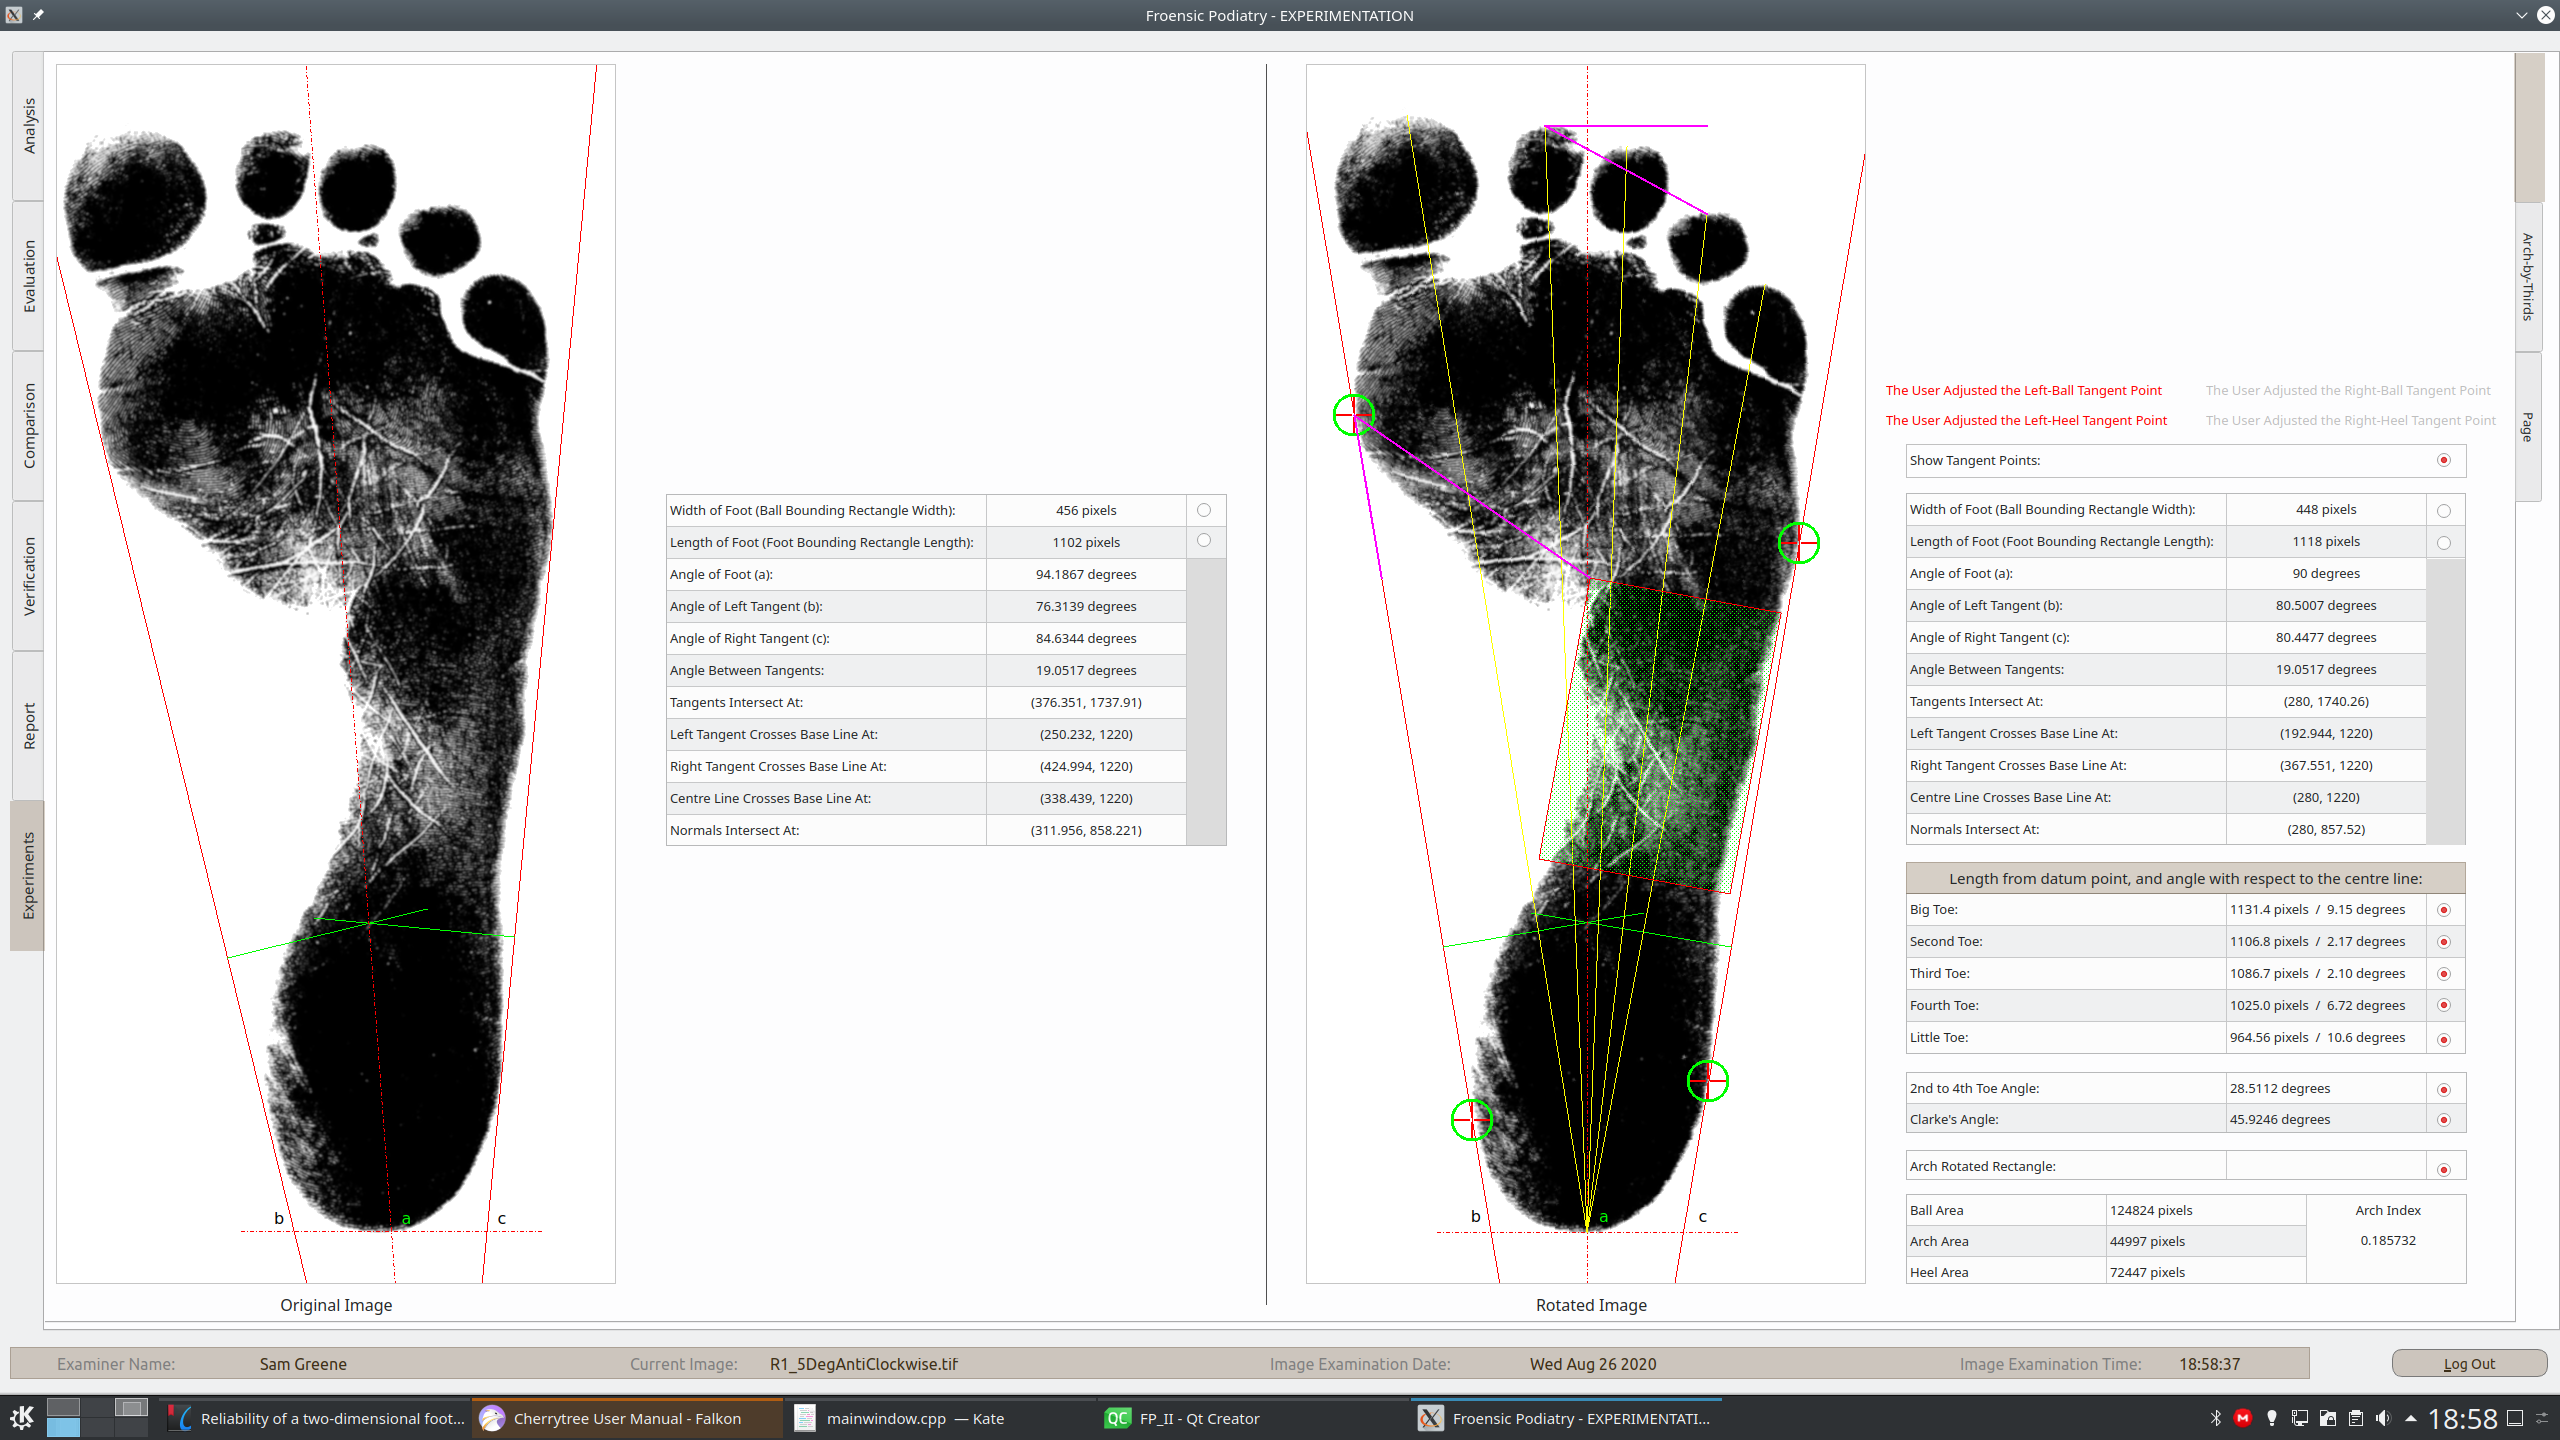 Froensic Podiatry - EXPERIMENTATION
Analysis
Evaluation
Comparison
Verification
Report
Experiments
b
a
c
Original Image
Width of Foot (Ball Bounding Rectangle Width): 456 pixels
Length of Foot (Foot Bounding Rectangle Length): 1102 pixels
Angle of Foot (a): 94.1867 degrees
Angle of Left Tangent (b): 76.3139 degrees
Angle of Right Tangent (c): 84.6344 degrees
Angle Between Tangents: 19.0517 degrees
Tangents Intersect At: (376.351, 1737.91)
Left Tangent Crosses Base Line At: (250.232, 1220)
Right Tangent Crosses Base Line At: (424.994, 1220)
Centre Line Crosses Base Line At: (338.439, 1220)
Normals Intersect At: (311.956, 858.221)
b
a
c
Rotated Image
The User Adjusted the Left-Ball Tangent Point The User Adjusted the Right-Ball Tangent Point
The User Adjusted the Left-Heel Tangent Point The User Adjusted the Right-Heel Tangent Point
Show Tangent Points:
Width of Foot (Ball Bounding Rectangle Width): 448 pixels
Length of Foot (Foot Bounding Rectangle Length): 1118 pixels
Angle of Foot (a): 90 degrees
Angle of Left Tangent (b): 80.5007 degrees
Angle of Right Tangent (c): 80.4477 degrees
Angle Between Tangents: 19.0517 degrees
Tangents Intersect At: (280, 1740.26)
Left Tangent Crosses Base Line At: (192.944, 1220)
Right Tangent Crosses Base Line At: (367.551, 1220)
Centre Line Crosses Base Line At: (280, 1220)
Normals Intersect At: (280, 857.52)
Length from datum point, and angle with respect to the centre line:
Big Toe: 1131.4 pixels / 9.15 degrees
Second Toe: 1106.8 pixels / 2.17 degrees
Third Toe: 1086.7 pixels / 2.10 degrees
Fourth Toe: 1025.0 pixels / 6.72 degrees
Little Toe: 964.56 pixels / 10.6 degrees
2nd to 4th Toe Angle: 28.5112 degrees
Clarke's Angle: 45.9246 degrees
Arch Rotated Rectangle:
Ball Area 124824 pixels Arch Index
Arch Area 44997 pixels 0.185732
Heel Area 72447 pixels
Arch-by-Thirds
Page
Examiner Name: Sam Greene Current Image: R1_5DegAntiClockwise.tif Image Examination Date: Wed Aug 26 2020 Image Examination Time: 18:58:37 Log Out
Reliability of a two-dimensional foot... Cherrytree User Manual - Falkon mainwindow.cpp — Kate QC FP_II - Qt Creator Froensic Podiatry - EXPERIMENTATI... 18:58